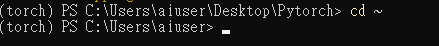 (torch) PS C:\Users\aiuser\Desktop\Pytorch> cd ~
(torch) PS C:\Users\aiuser>